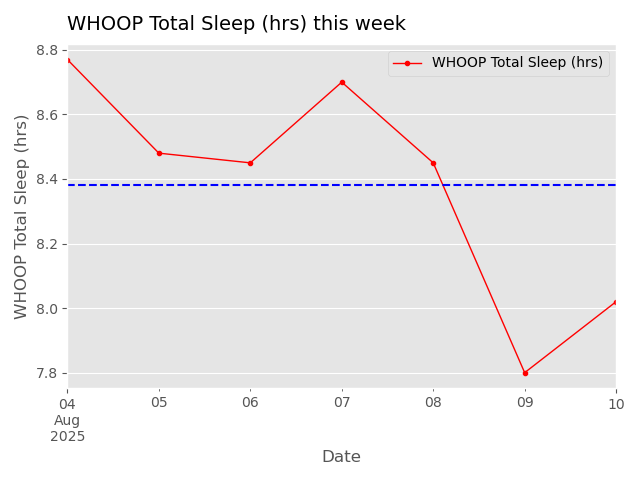 WHOOP Total Sleep (hrs) this week
WHOOP Total Sleep (hrs)
WHOOP Total Sleep (hrs)
8.8
8.6
8.4
8.2
8.0
7.8
04 05 06 07 08 09 10
Aug
2025
Date